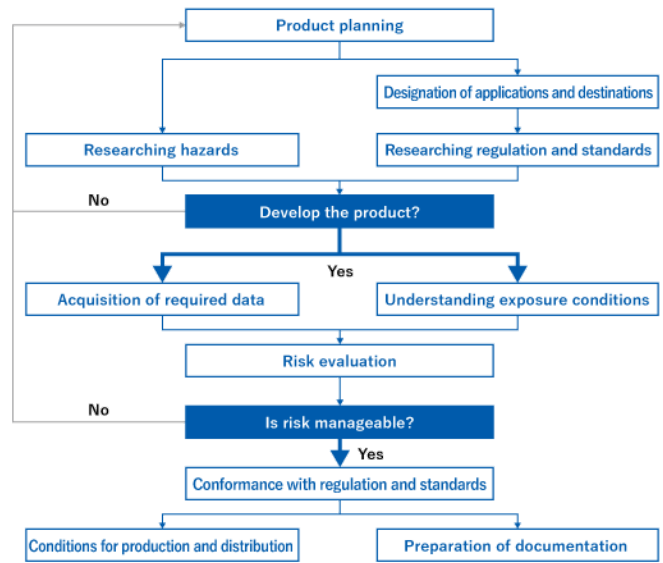 Product planning
Designation of applications and destinations
Researching hazards
Researching regulation and standards
No
Develop the product?
Yes
Acquisition of required data
Understanding exposure conditions
Risk evaluation
No
Is risk manageable?
Yes
Conformance with regulation and standards
Conditions for production and distribution
Preparation of documentation